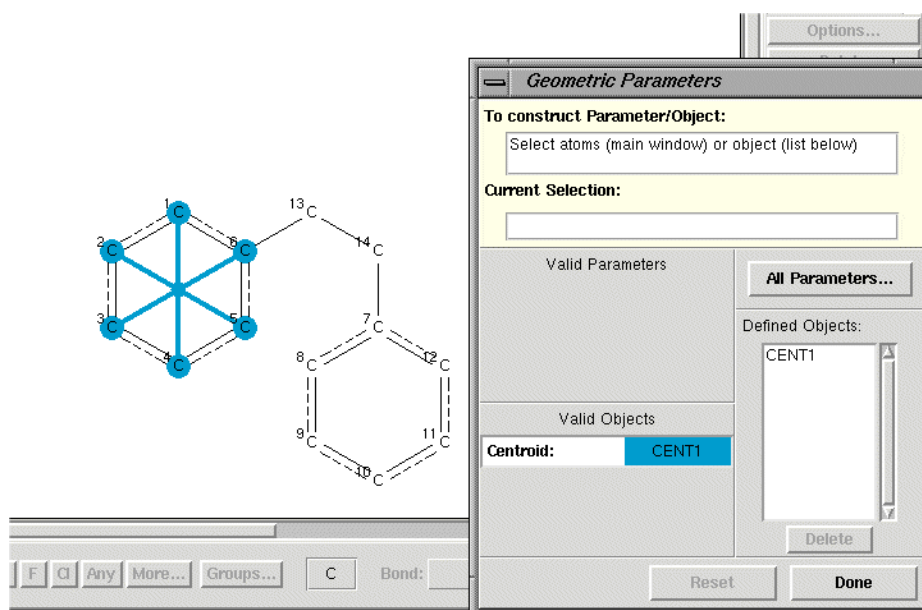 Options...
Geometric Parameters
To construct Parameter/Object:
Select atoms (main window) or object (list below)
Current Selection:
Valid Parameters
All Parameters...
Defined Objects:
CENT1
Valid Objects
Centroid: CENT1
Delete
Reset Done
1 C
2 C
3 C
4 C
5 C
6 C
13 C
14 C
7 C
8 C
9 C
10 C
11 C
12 C
F Cl Any More... Groups... C Bond: